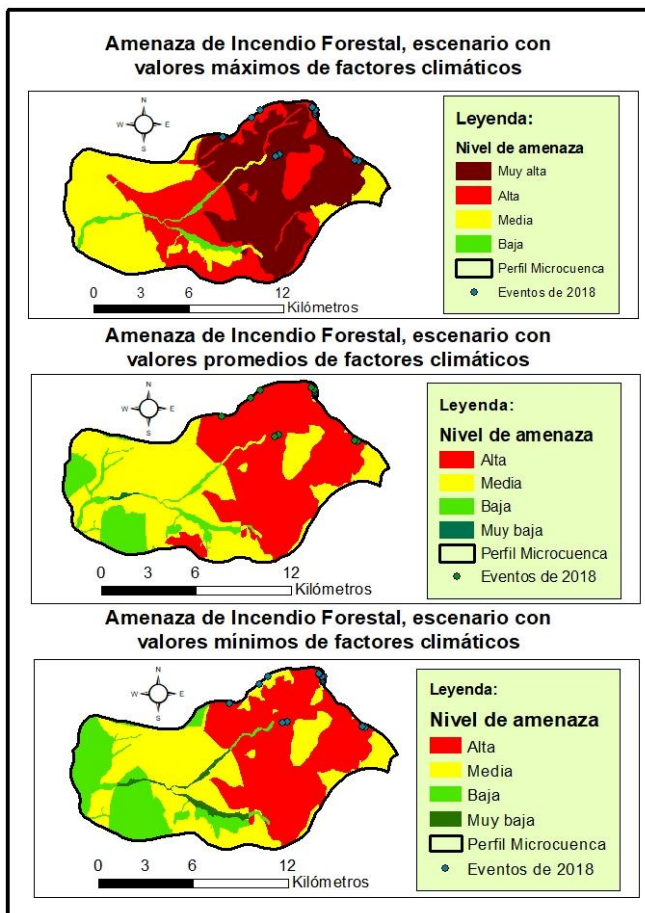 Amenaza de Incendio Forestal, escenario con
valores máximos de factores climáticos
N
W E
S
Leyenda:
Nivel de amenaza
Muy alta
Alta
Media
Baja
Perfil Microcuenca
Eventos de 2018
0 3 6 12
Kilómetros
Amenaza de Incendio Forestal, escenario con
valores promedios de factores climáticos
N
W E
S
Leyenda:
Nivel de amenaza
Alta
Media
Baja
Muy baja
Perfil Microcuenca
Eventos de 2018
0 3 6 12
Kilómetros
Amenaza de Incendio Forestal, escenario con
valores mínimos de factores climáticos
N
W E
S
Leyenda:
Nivel de amenaza
Alta
Media
Baja
Muy baja
Perfil Microcuenca
Eventos de 2018
0 3 6 12
Kilómetros